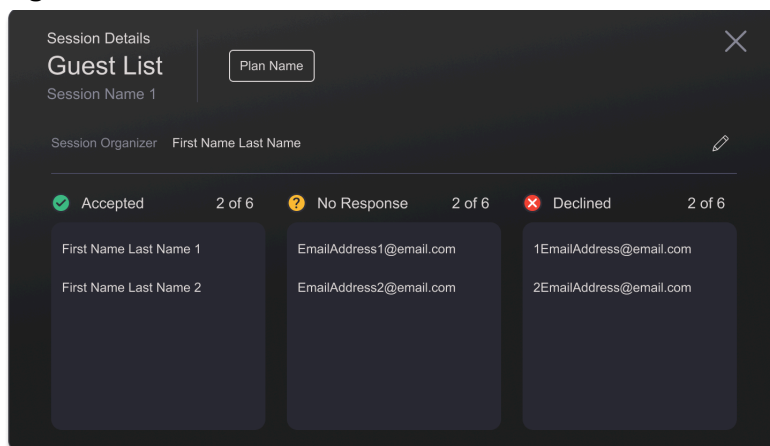 Session Details
Guest List
Session Name 1
Plan Name
Session Organizer First Name Last Name
Accepted 2 of 6
First Name Last Name 1
First Name Last Name 2
No Response 2 of 6
EmailAddress1@email.com
EmailAddress2@email.com
Declined 2 of 6
1EmailAddress@email.com
2EmailAddress@email.com